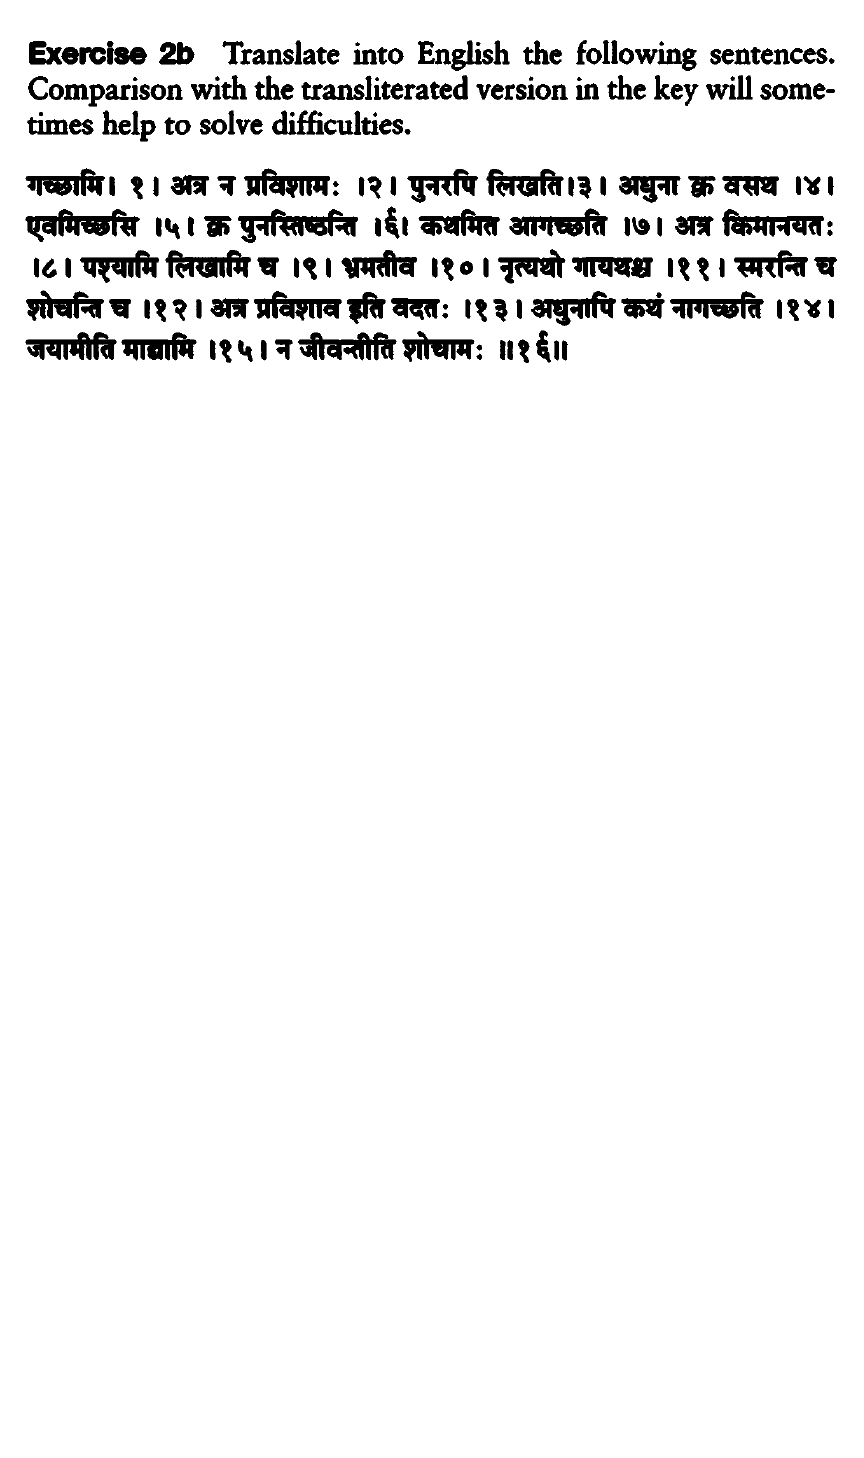 Exercise 2b Translate into English the following sentences.
Comparison with the transliterated version in the key will some-
times help to solve difficulties.
गच्छामि। १। अत्र न प्रविशामः ।२। पुनरपि लिखति।३। अधुना क्व वसथ ।४।
एवमिच्छसि ।५। क्व पुनस्तिष्ठन्ति ।६। कथमित आगच्छति ।७। अत्र किमानयतः
।८। पश्यामि लिखामि च ।९। भ्रमतीव ।१०। नृत्यथो गायथश्च ।११। स्मरन्ति च
शोचन्ति च ।१२। अत्र प्रविशाव इति वदतः ।१३। अधुनापि कथं नागच्छति ।१४।
जयामीति माद्यामि ।१५। न जीवन्तीति शोचामः ॥१६॥